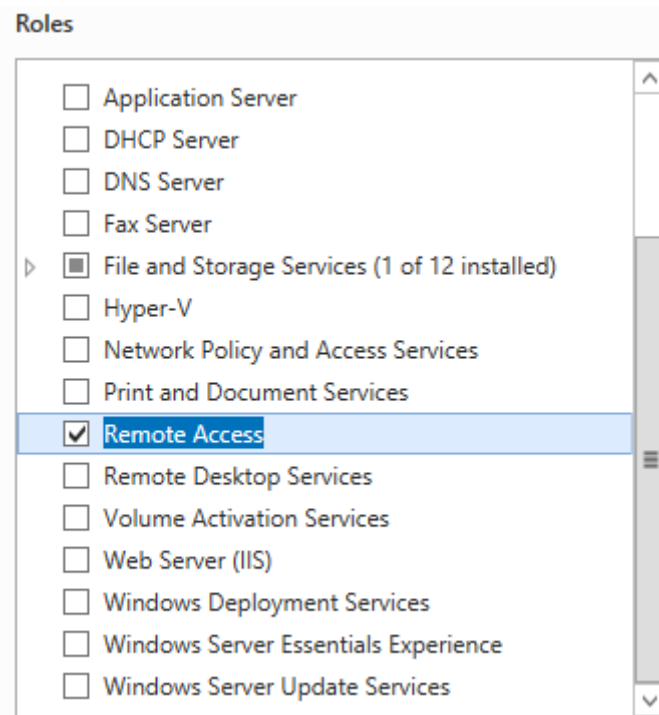 Roles
Application Server
DHCP Server
DNS Server
Fax Server
File and Storage Services (1 of 12 installed)
Hyper-V
Network Policy and Access Services
Print and Document Services
Remote Access
Remote Desktop Services
Volume Activation Services
Web Server (IIS)
Windows Deployment Services
Windows Server Essentials Experience
Windows Server Update Services